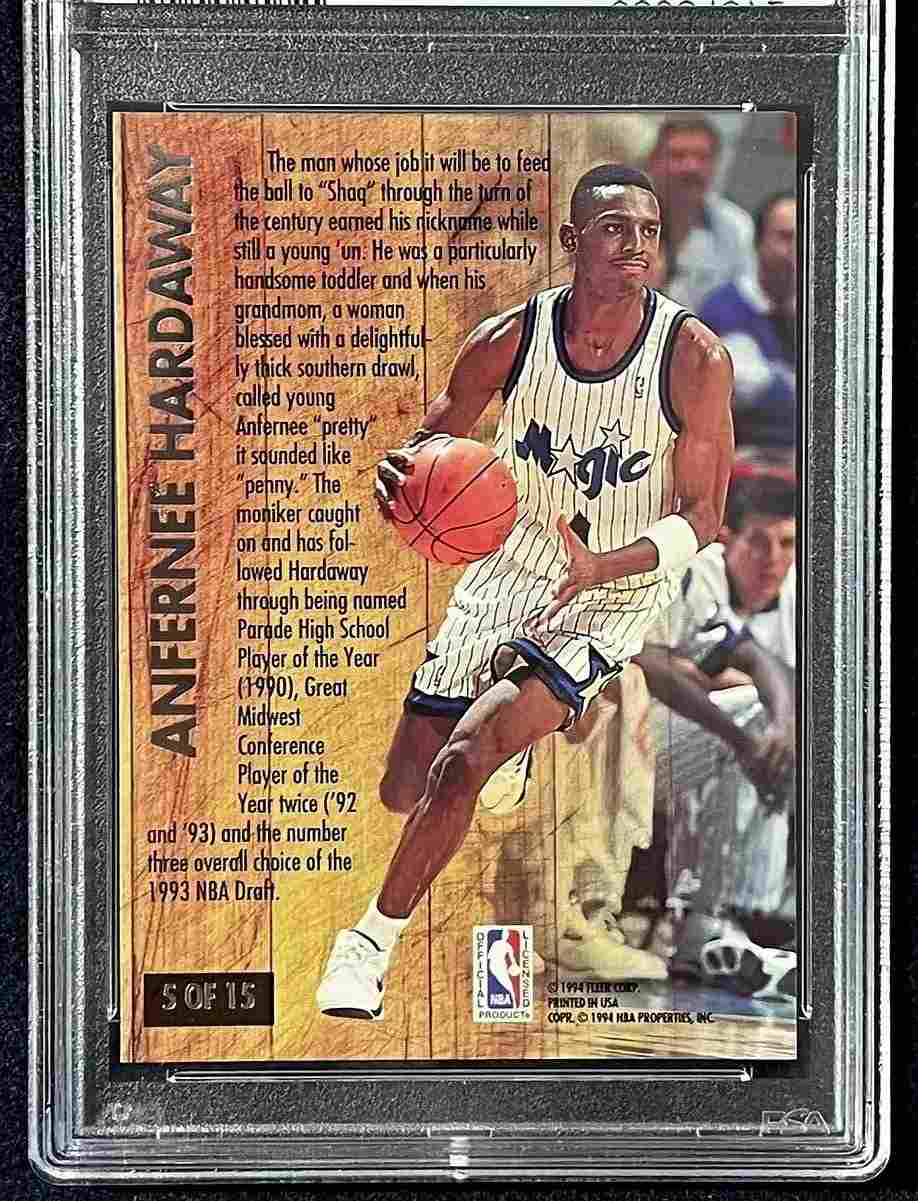 ANFERNEE HARDAWAY
The man whose job it will be to feed
the ball to “Shaq” through the turn of
the century earned his nickname while
still a young ’un. He was a particularly
handsome toddler and when his
grandmom, a woman
blessed with a delightful-
ly thick southern drawl,
called young
Anfernee “pretty”
it sounded like
“penny.” The
moniker caught
on and has fol-
lowed Hardaway
through being named
Parade High School
Player of the Year
(1990), Great
Midwest
Conference
Player of the
Year twice (’92
and ’93) and the number
three overall choice of the
1993 NBA Draft.
Magic
1
5 OF 15
OFFICIAL
LICENSED
NBA
PRODUCT
© 1994 FLEER CORP.
PRINTED IN USA
COPR. © 1994 NBA PROPERTIES, INC.
PSA